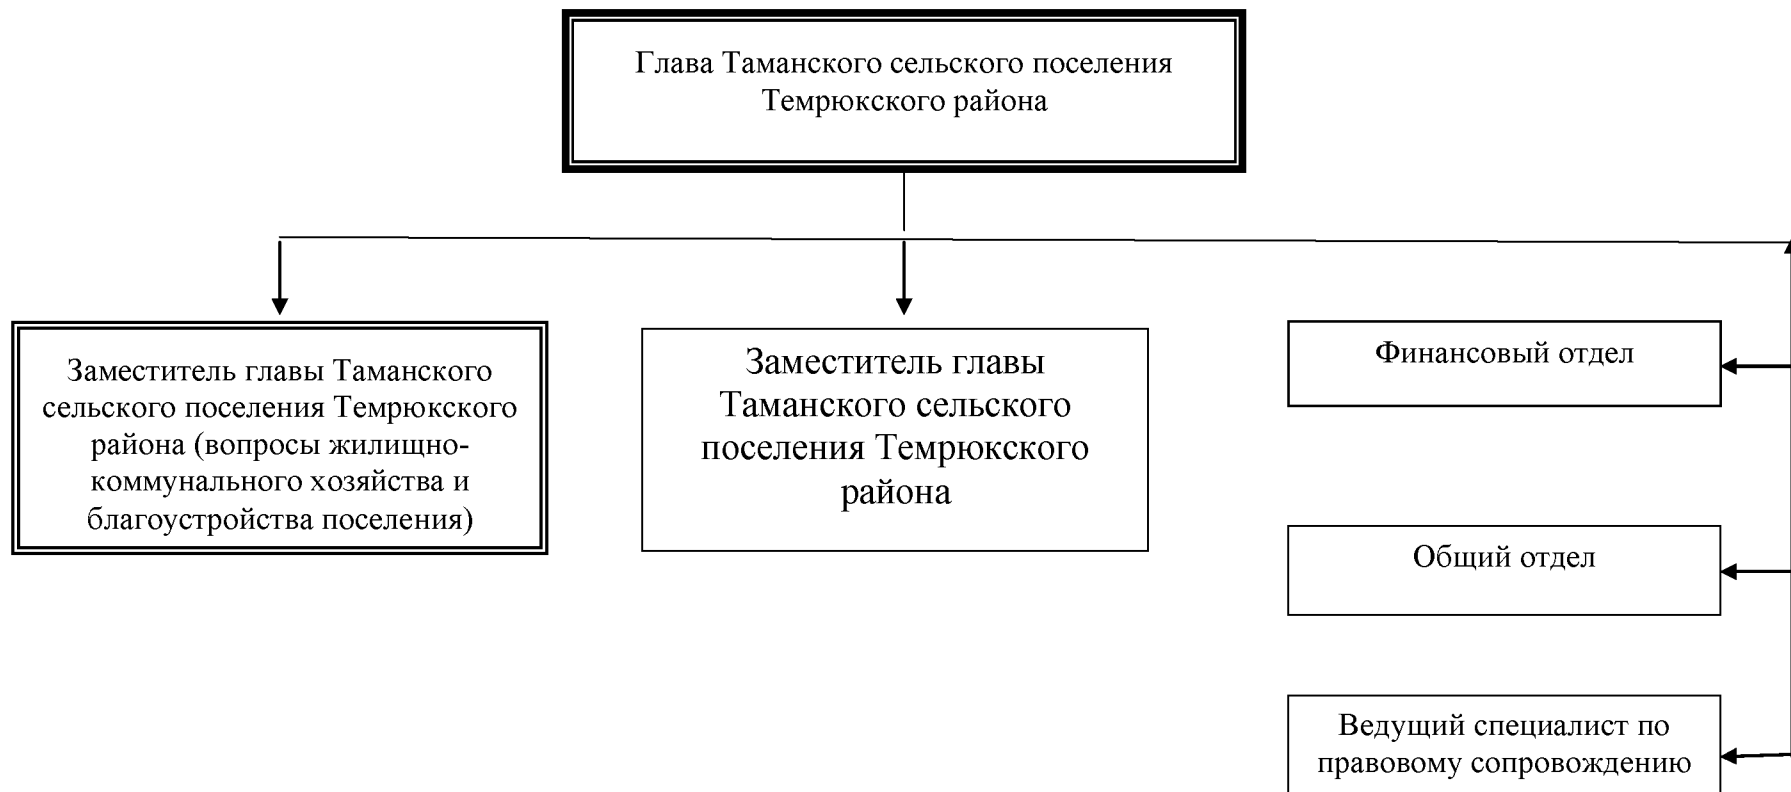 Глава Таманского сельского поселения
Темрюкского района
Заместитель главы Таманского
сельского поселения Темрюкского
района (вопросы жилищно-
коммунального хозяйства и
благоустройства поселения)
Заместитель главы
Таманского сельского
поселения Темрюкского
района
Финансовый отдел
Общий отдел
Ведущий специалист по
правовому сопровождению